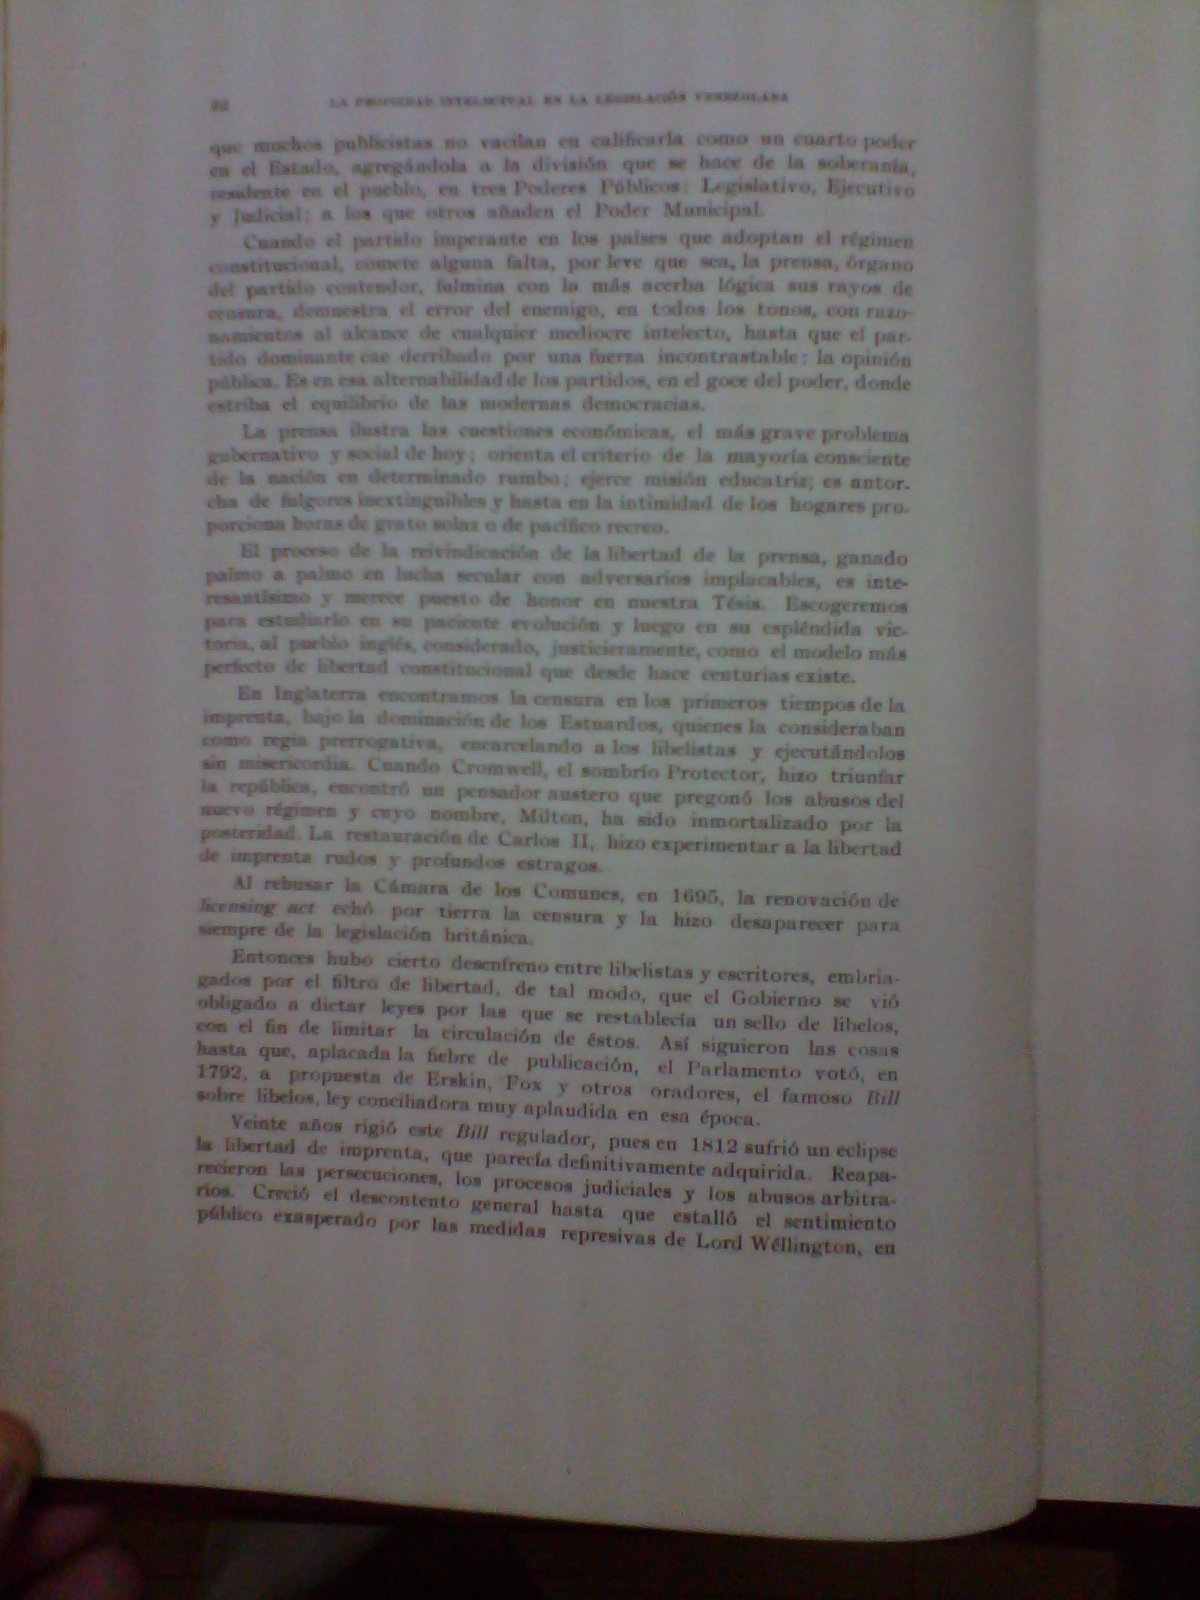 LA PROPIEDAD INTELECTUAL EN LA LEGISLACIÓN VENEZOLANA
que muchos publicistas no vacilan en calificarla como un cuarto poder
en el Estado, agregándola a la división que se hace de la soberanía,
residente en el pueblo, en tres Poderes Públicos: Legislativo, Ejecutivo
y Judicial; a los que otros añaden el Poder Municipal.
Cuando el partido imperante en los países que adoptan el régimen
constitucional, comete alguna falta, por leve que sea, la prensa, órgano
del partido contendor, fulmina con la más acerba lógica sus rayos de
censura, demuestra el error del enemigo, en todos los tonos, con razo-
namientos al alcance de cualquier mediocre intelecto, hasta que el par-
tido dominante cae derribado por una fuerza incontrastable: la opinión
pública. Es en esa alternabilidad de los partidos, en el goce del poder, donde
estriba el equilibrio de las modernas democracias.
La prensa ilustra las cuestiones económicas, el más grave problema
gubernativo y social de hoy; orienta el criterio de la mayoría consciente
de la nación en determinado rumbo; ejerce misión educatriz; es antor.
cha de fulgores inextinguibles y hasta en la intimidad de los hogares pro-
porciona horas de grato solaz o de pacífico recreo.
El proceso de la reivindicación de la libertad de la prensa, ganado
palmo a palmo en lucha secular con adversarios implacables, es inte-
resantísimo y merece puesto de honor en nuestra Tésis. Escogeremos
para estudiarlo en su paciente evolución y luego en su espléndida vic-
toria, al pueblo inglés, considerado, justicieramente, como el modelo más
perfecto de libertad constitucional que desde hace centurias existe.
En Inglaterra encontramos la censura en los primeros tiempos de la
imprenta, bajo la dominación de los Estuardos, quienes la consideraban
como regia prerrogativa, encarcelando a los libelistas y ejecutándolos
sin misericordia. Cuando Cromwell, el sombrío Protector, hizo triunfar
la república, encontró un pensador austero que pregonó los abusos del
nuevo régimen y cuyo nombre, Milton, ha sido inmortalizado por la
posteridad. La restauración de Carlos II, hizo experimentar a la libertad
de imprenta rudos y profundos estragos.
Al rehusar la Cámara de los Comunes, en 1695, la renovación de
licensing act echó por tierra la censura y la hizo desaparecer para
siempre de la legislación británica.
Entonces hubo cierto desenfreno entre libelistas y escritores, embria-
gados por el filtro de libertad, de tal modo, que el Gobierno se vió
obligado a dictar leyes por las que se restablecía un sello de libelos,
con el fin de limitar la circulación de éstos. Así siguieron las cosas
hasta que, aplacada la fiebre de publicación, el Parlamento votó, en
1792, a propuesta de Erskin, Fox y otros oradores, el famoso Bill
sobre libelos, ley conciliadora muy aplaudida en esa época.
Veinte años rigió este Bill regulador, pues en 1812 sufrió un eclipse
la libertad de imprenta, que parecía definitivamente adquirida. Reapa-
recieron las persecuciones, los procesos judiciales y los abusos arbitra-
rios. Creció el descontento general hasta que estalló el sentimiento
público exasperado por las medidas represivas de Lord Wéllington, en